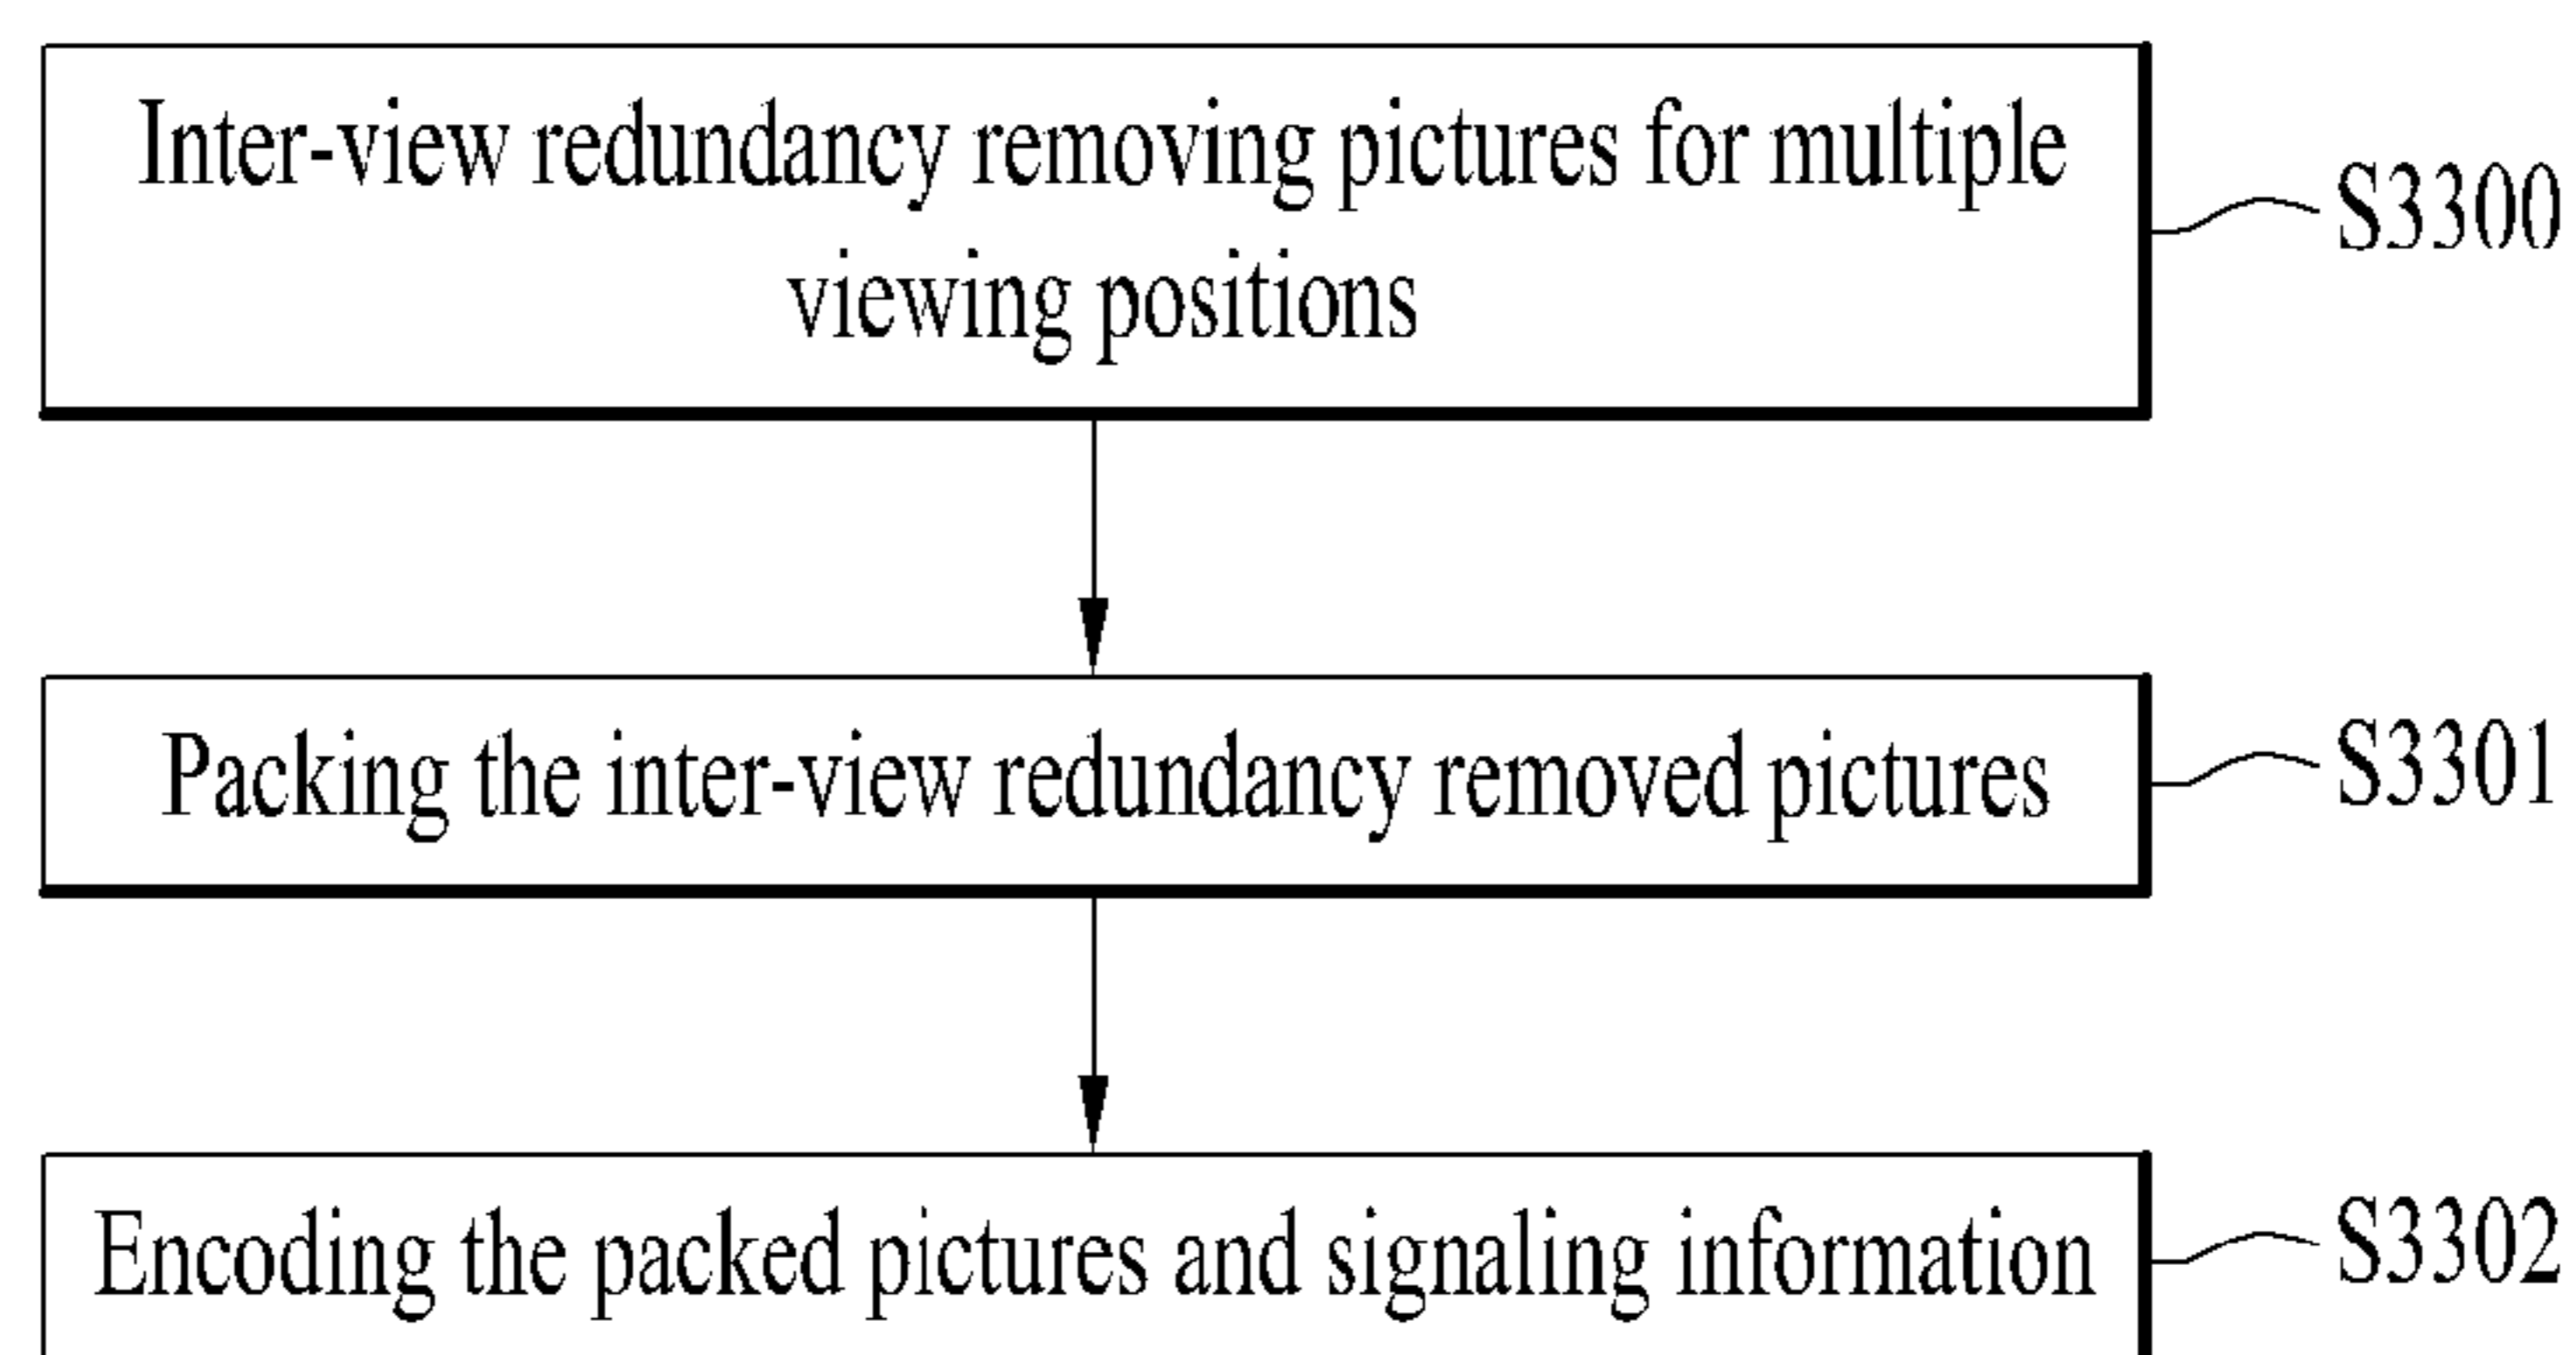 Inter-view redundancy removing pictures for multiple
viewing positions
S3300
Packing the inter-view redundancy removed pictures
S3301
Encoding the packed pictures and signaling information
S3302